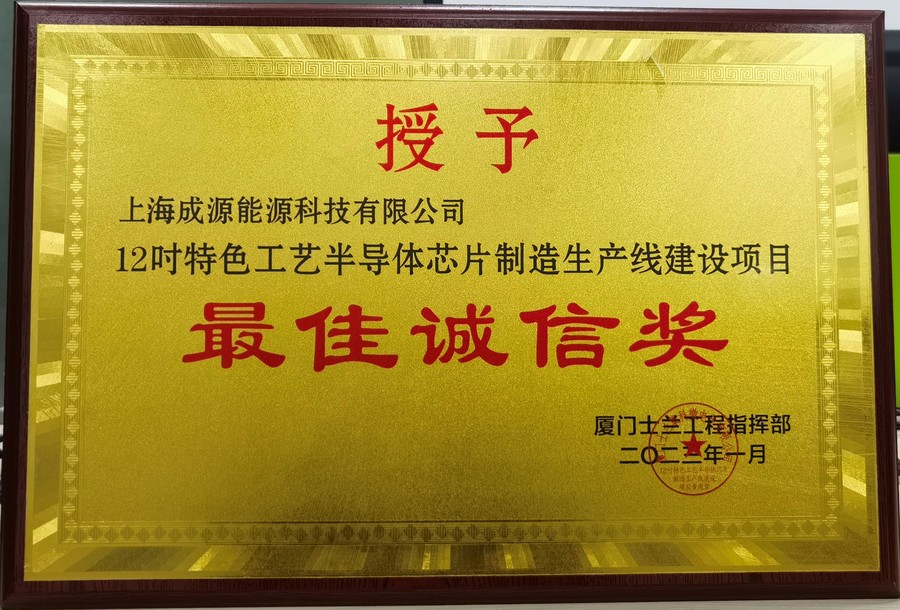 授予
上海成源能源科技有限公司
12吋特色工艺半导体芯片制造生产线建设项目
最佳诚信奖
厦门士兰工程指挥部
二〇二三年一月